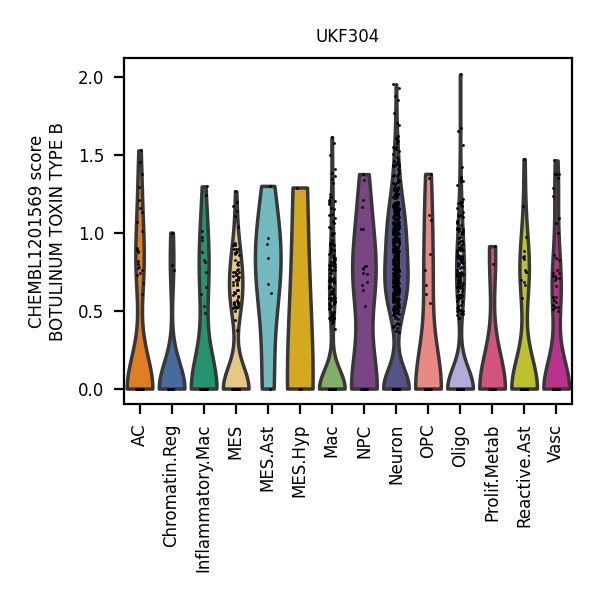 UKF304
CHEMBL1201569 score
BOTULINUM TOXIN TYPE B
2.0
1.5
1.0
0.5
0.0
AC
Chromatin.Reg
Inflammatory.Mac
MES
MES.Ast
MES.Hyp
Mac
NPC
Neuron
OPC
Oligo
Prolif.Metab
Reactive.Ast
Vasc